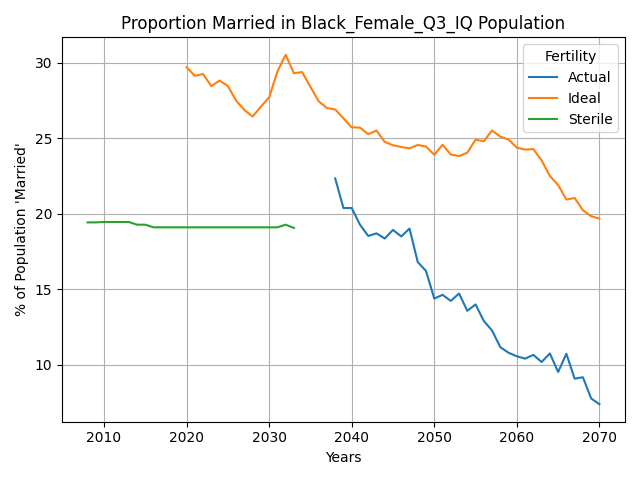 Proportion Married in Black_Female_Q3_IQ Population
% of Population 'Married'
30
25
20
15
10
Fertility
Actual
Ideal
Sterile
2010 2020 2030 2040 2050 2060 2070
Years